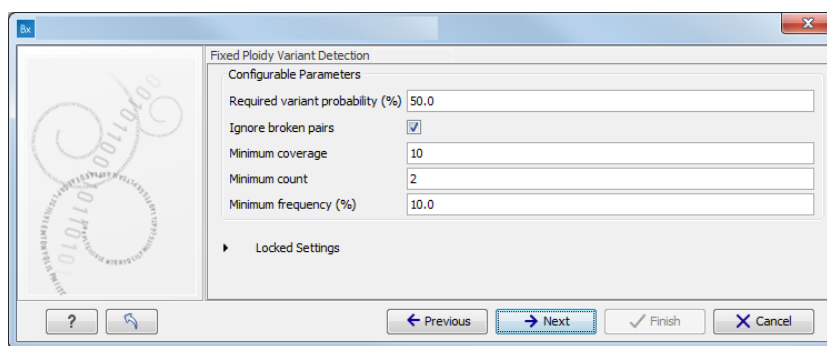 Bx
Fixed Ploidy Variant Detection
Configurable Parameters
Required variant probability (%) 50.0
Ignore broken pairs
Minimum coverage 10
Minimum count 2
Minimum frequency (%) 10.0
Locked Settings
? Previous Next Finish Cancel